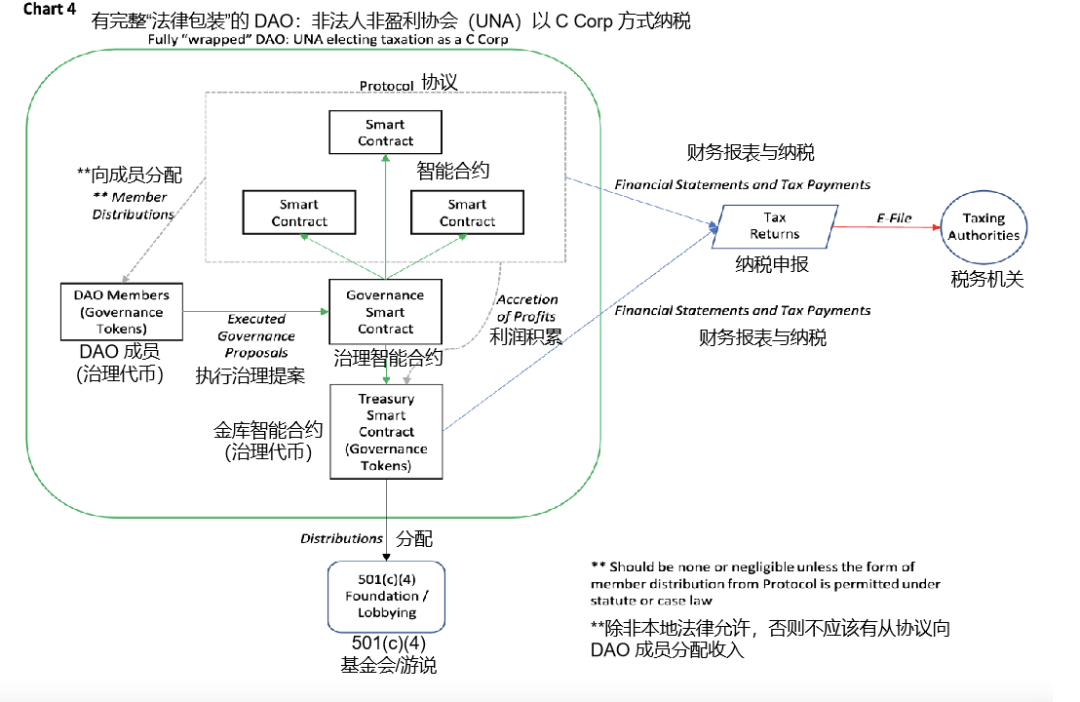 Chart 4
有完整“法律包装”的 DAO：非法人非盈利协会（UNA）以 C Corp 方式纳税
Fully “wrapped” DAO: UNA electing taxation as a C Corp
Protocol 协议
Smart
Contract
智能合约
**向成员分配
** Member
Distributions
Smart
Contract
Smart
Contract
财务报表与纳税
Financial Statements and Tax Payments
Tax
Returns
纳税申报
E-File
Taxing
Authorities
税务机关
DAO Members
(Governance
Tokens)
DAO 成员
(治理代币）
Executed
Governance
Proposals
执行治理提案
Governance
Smart
Contract
治理智能合约
Accretion
of Profits
利润积累
Financial Statements and Tax Payments
财务报表与纳税
金库智能合约
（治理代币）
Treasury
Smart
Contract
(Governance
Tokens)
Distributions 分配
501(c)(4)
Foundation /
Lobbying
501(c)(4)
基金会/游说
** Should be none or negligible unless the form of
member distribution from Protocol is permitted under
statute or case law
**除非本地法律允许，否则不应该有从协议向
DAO 成员分配收入